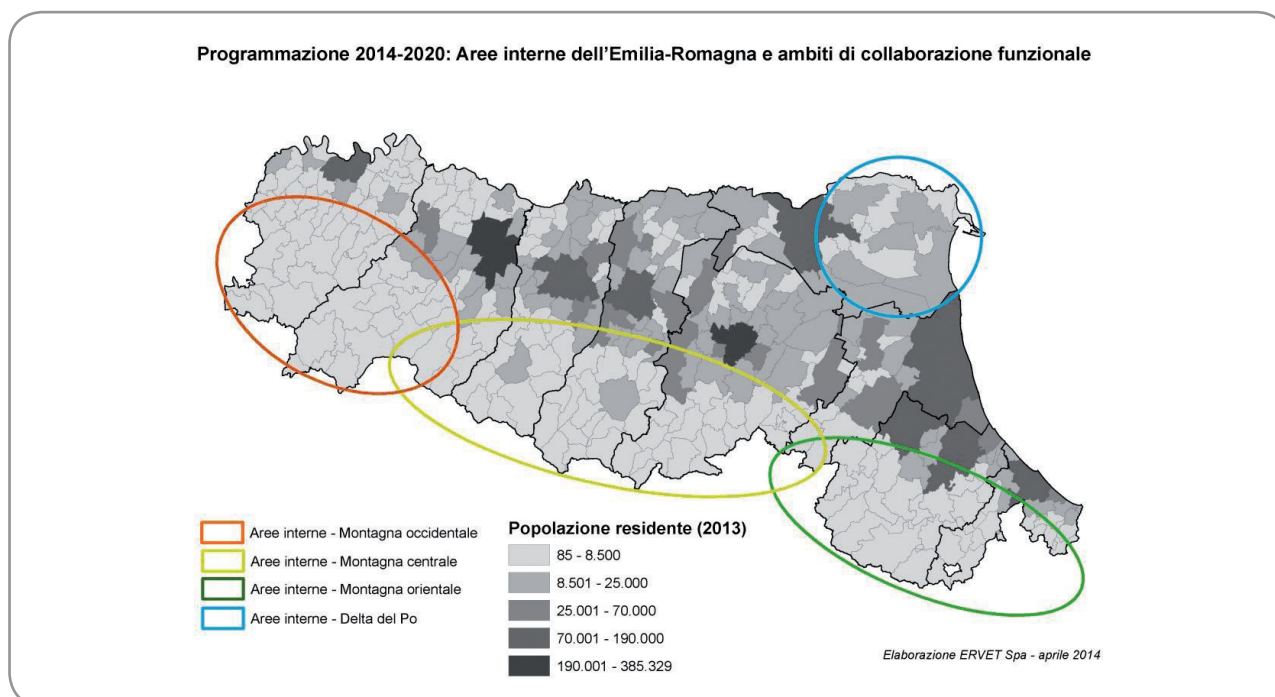 Programmazione 2014-2020: Aree interne dell'Emilia-Romagna e ambiti di collaborazione funzionale
Aree interne - Montagna occidentale
Aree interne - Montagna centrale
Aree interne - Montagna orientale
Aree interne - Delta del Po
Popolazione residente (2013)
85 - 8.500
8.501 - 25.000
25.001 - 70.000
70.001 - 190.000
190.001 - 385.329
Elaborazione ERVET Spa - aprile 2014